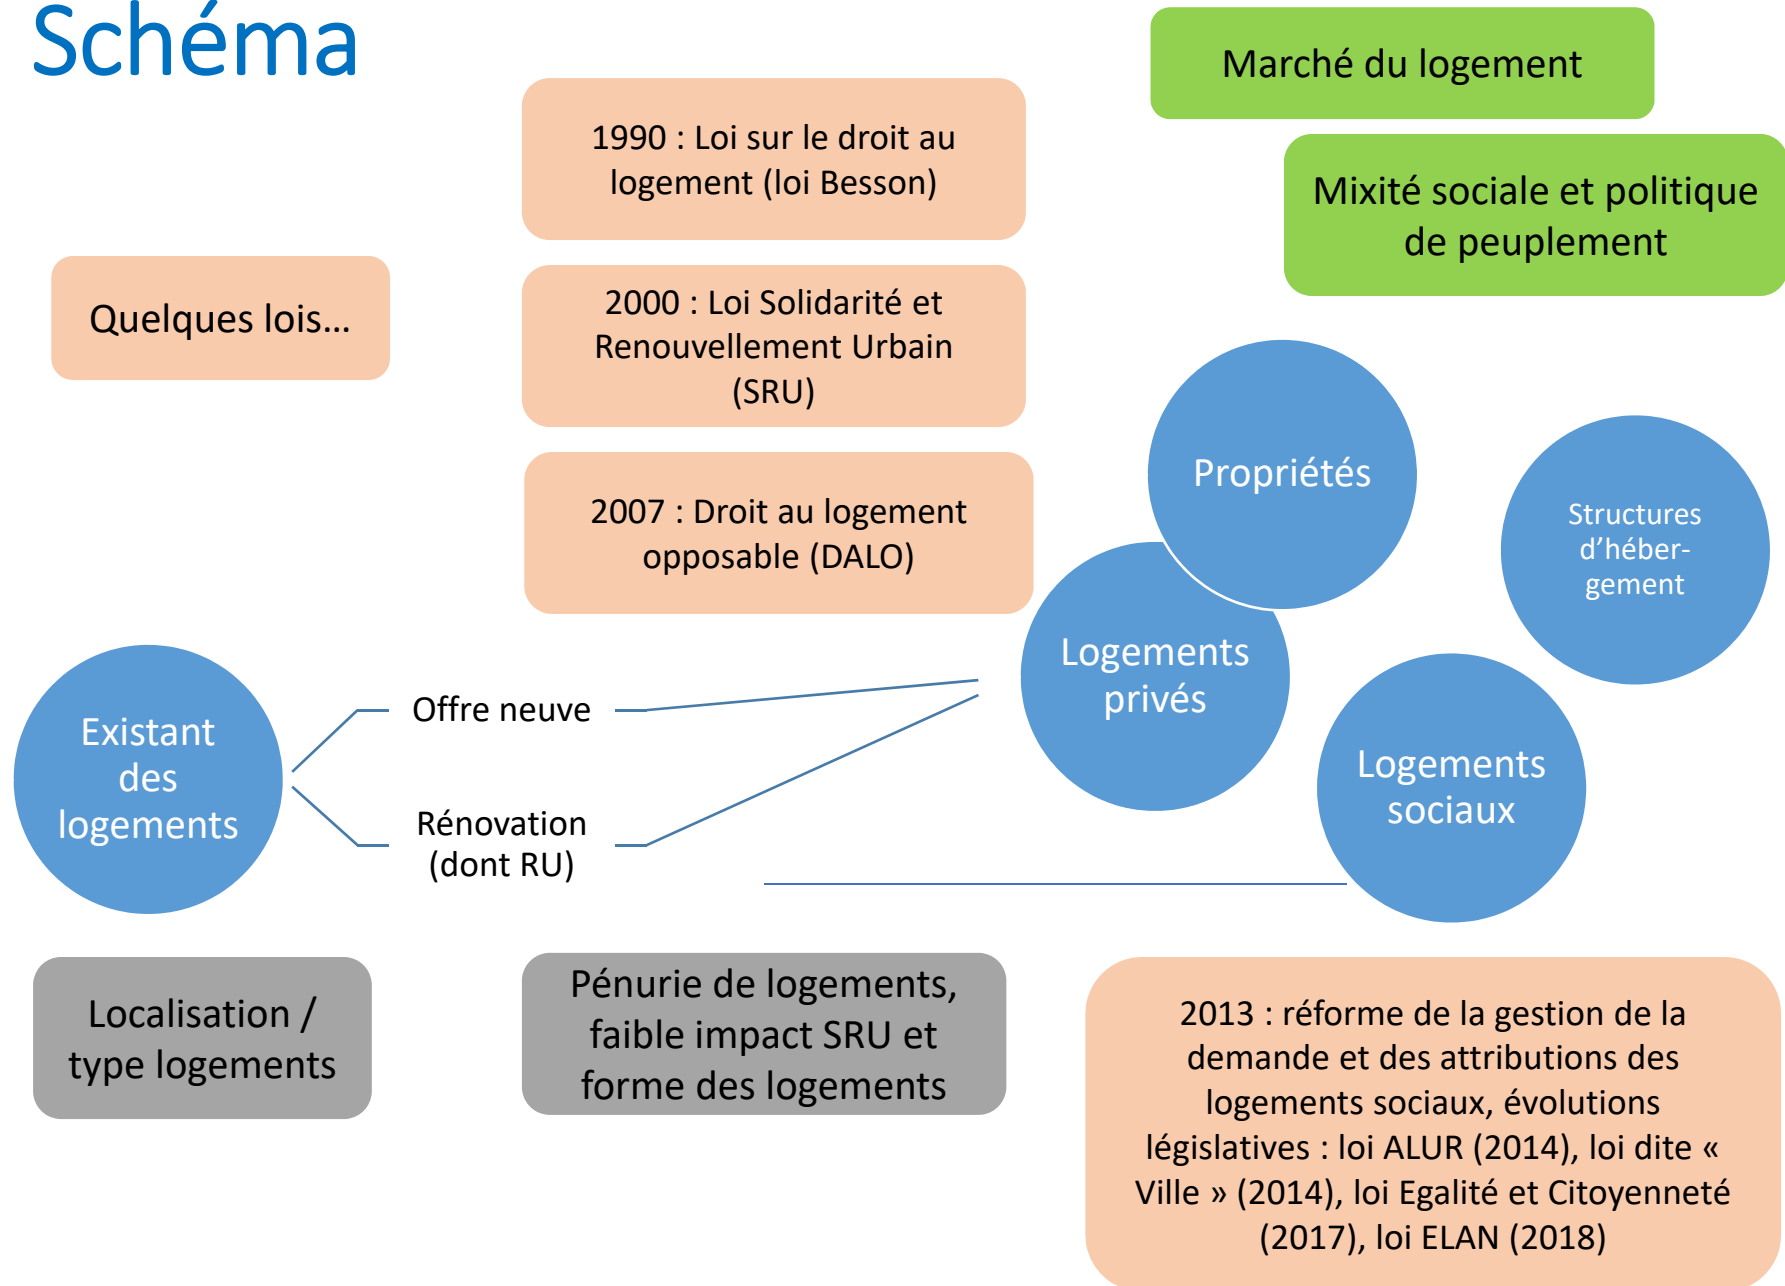 Schéma
Marché du logement
1990 : Loi sur le droit au
logement (loi Besson)
Mixité sociale et politique
de peuplement
Quelques lois…
2000 : Loi Solidarité et
Renouvellement Urbain
(SRU)
Propriétés
Structures
d’héber-
gement
2007 : Droit au logement
opposable (DALO)
Logements
privés
Existant
des
logements
Offre neuve
Rénovation
(dont RU)
Logements
sociaux
Localisation /
type logements
Pénurie de logements,
faible impact SRU et
forme des logements
2013 : réforme de la gestion de la
demande et des attributions des
logements sociaux, évolutions
législatives : loi ALUR (2014), loi dite «
Ville » (2014), loi Egalité et Citoyenneté
(2017), loi ELAN (2018)